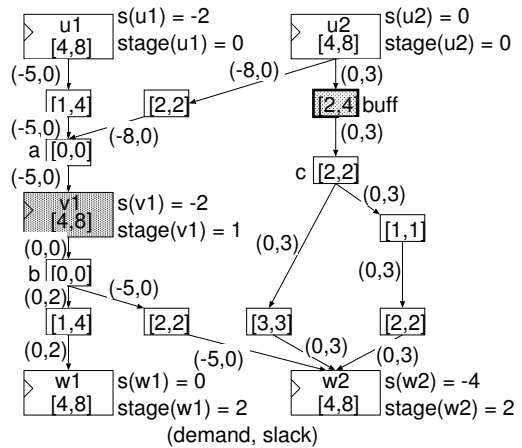 u1 s(u1) = -2 u2 s(u2) = 0
[4,8] stage(u1) = 0 [4,8] stage(u2) = 0
(-5,0) (-8,0) (0,3)
[1,4] [2,2] [2,4] buff
(-5,0) (-8,0) (0,3)
a [0,0] c [2,2]
(-5,0) (0,3)
v1 s(v1) = -2
[4,8] stage(v1) = 1 [1,1]
(0,0) (0,3) (0,3)
b [0,0]
(0,2) (-5,0)
[1,4] [2,2] [3,3] [2,2]
(0,2) (-5,0) (0,3) (0,3)
w1 s(w1) = 0 w2 s(w2) = -4
[4,8] stage(w1) = 2 [4,8] stage(w2) = 2
(demand, slack)